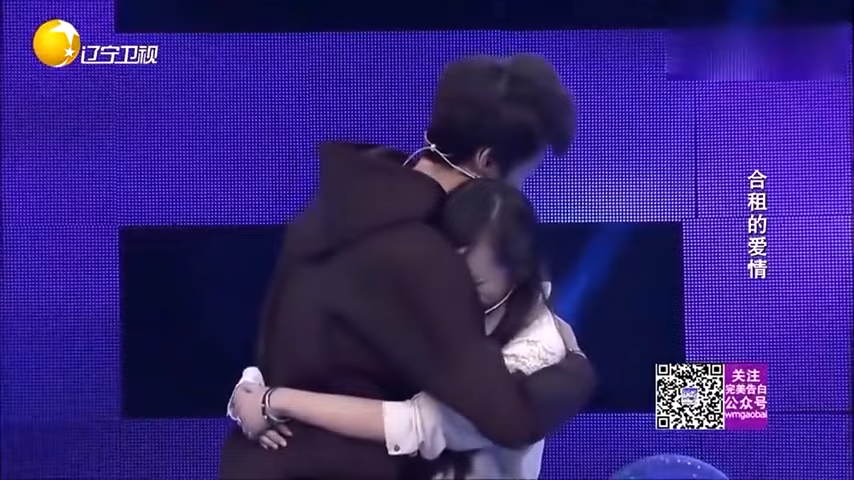 辽宁卫视
合租的爱情
关注
完美告白
公众号
wmgaobai